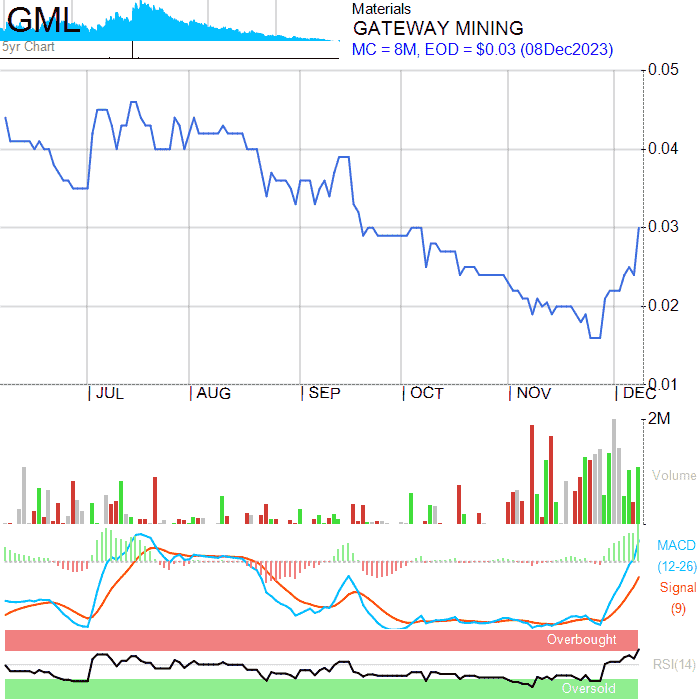 GML
5yr Chart
Materials
GATEWAY MINING
MC = 8M, EOD = $0.03 (08Dec2023)
0.05
0.04
0.03
0.02
0.01
JUL AUG SEP OCT NOV DEC
2M
Volume
MACD
(12-26)
Signal
(9)
Overbought
RSI(14)
Oversold